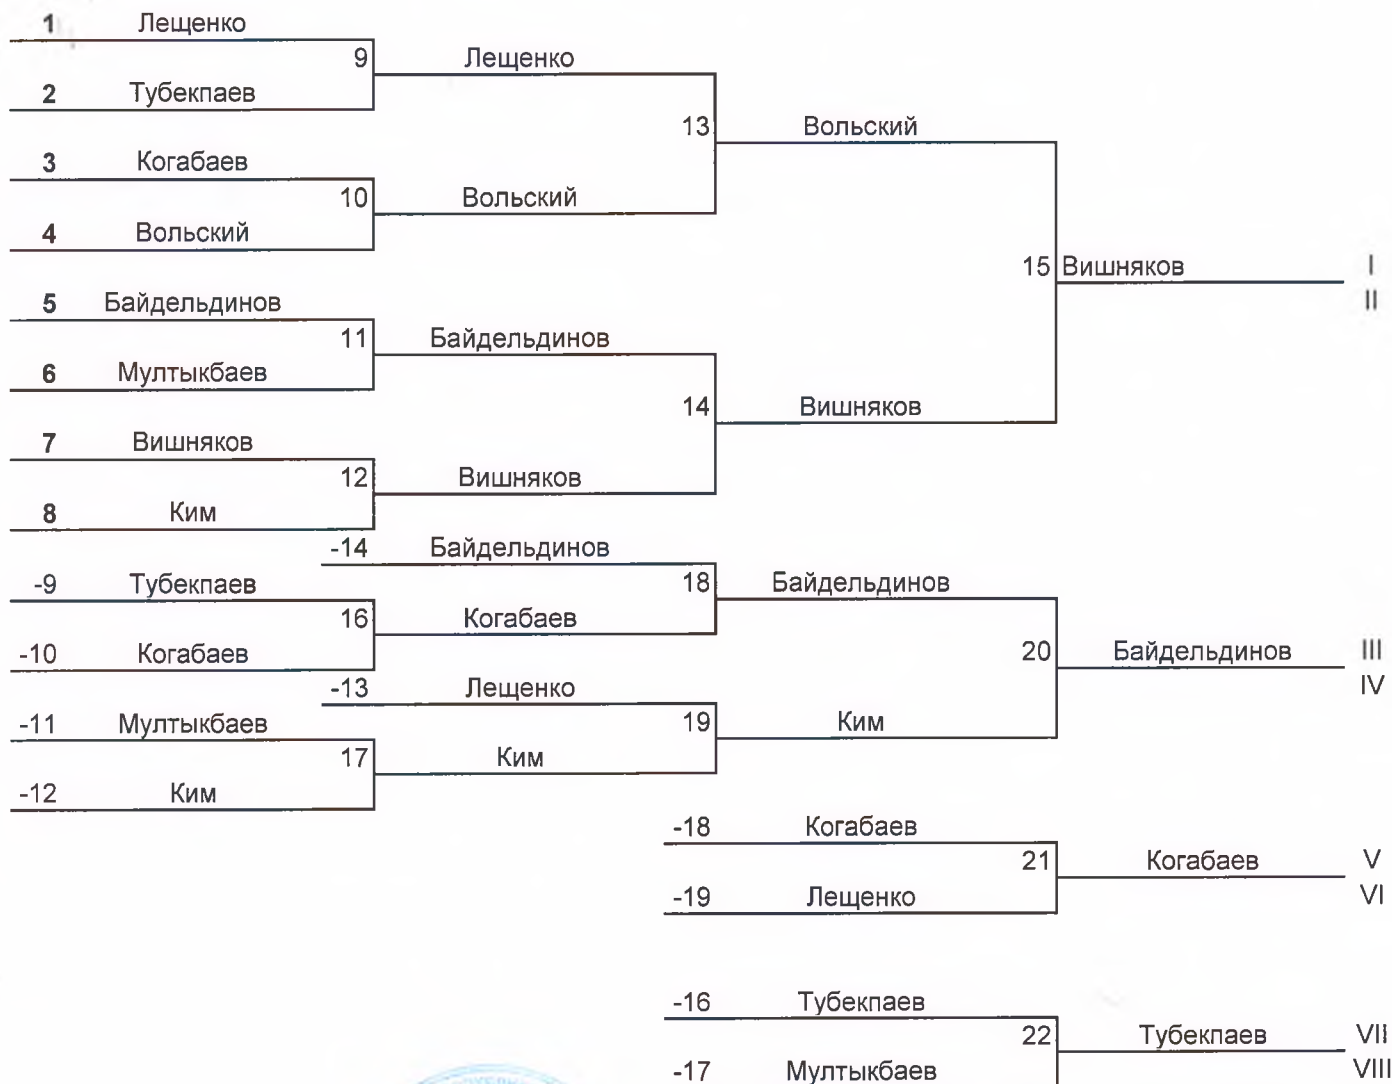 1 Лещенко
9 Лещенко
2 Тубекпаев
13 Вольский
3 Когабаев
10 Вольский
4 Вольский
15 Вишняков I
II
5 Байдельдинов
11 Байдельдинов
6 Мултыкбаев
14 Вишняков
7 Вишняков
12 Вишняков
8 Ким
-14 Байдельдинов
-9 Тубекпаев
18 Байдельдинов
16 Когабаев
-10 Когабаев
20 Байдельдинов III
IV
-13 Лещенко
-11 Мултыкбаев
19 Ким
17 Ким
-12 Ким
-18 Когабаев
21 Когабаев V
VI
-19 Лещенко
-16 Тубекпаев
22 Тубекпаев VII
VIII
-17 Мултыкбаев